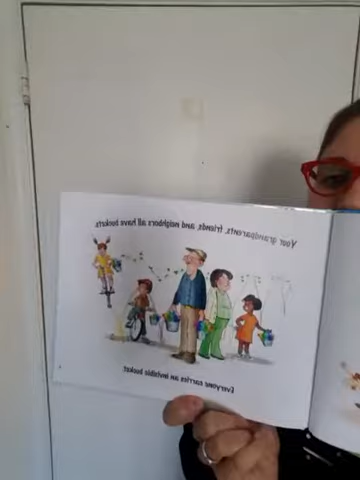 Your grandparents, friends, and neighbors all have buckets.
Everyone carries an invisible bucket.